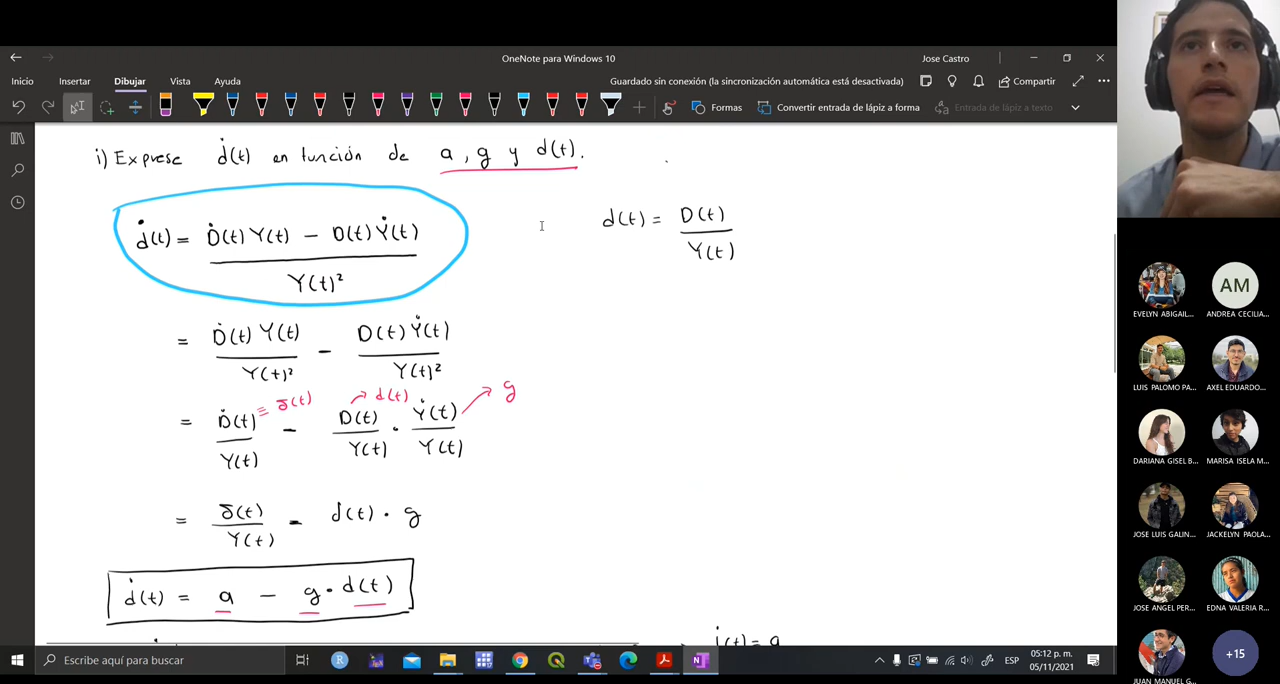 OneNote para Windows 10
Jose Castro
Inicio
Insertar
Dibujar
Vista
Ayuda
Guardado sin conexión (la sincronización automática está desactivada)
Compartir
Formas
Convertir entrada de lápiz a forma
Entrada de lápiz a texto
i) Exprese ḋ(t) en función de a, g y d(t).
ḋ(t) = Ḋ(t)Y(t) - D(t)Ẏ(t) / Y(t)²
d(t) = D(t) / Y(t)
= Ḋ(t)Y(t) / Y(t)² - D(t)Ẏ(t) / Y(t)²
= Ḋ(t) / Y(t) - D(t) / Y(t) · Ẏ(t) / Y(t)
≡ δ(t)
→ d(t)
→ g
= δ(t) / Y(t) - d(t) · g
ḋ(t) = a - g · d(t)
(t) = a
EVELYN ABIGAIL...
AM
ANDREA CECILIA...
LUIS PALOMO PA...
AXEL EDUARDO...
DARIANA GISEL B...
MARISA ISELA M...
JOSE LUIS GALIN...
JACKELYN PAOLA...
JOSE ANGEL PER...
EDNA VALERIA R...
JUAN MANUEL G...
+15
Escribe aquí para buscar
ESP
05:12 p. m.
05/11/2021